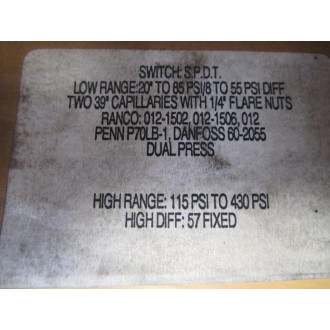 SWITCH: S.P.D.T.
LOW RANGE:20" TO 85 PSI/8 TO 55 PSI DIFF
TWO 39" CAPILLARIES WITH 1/4" FLARE NUTS
RANCO: 012-1502, 012-1506, 012
PENN P70LB-1, DANFOSS 60-2055
DUAL PRESS
HIGH RANGE: 115 PSI TO 430 PSI
HIGH DIFF: 57 FIXED